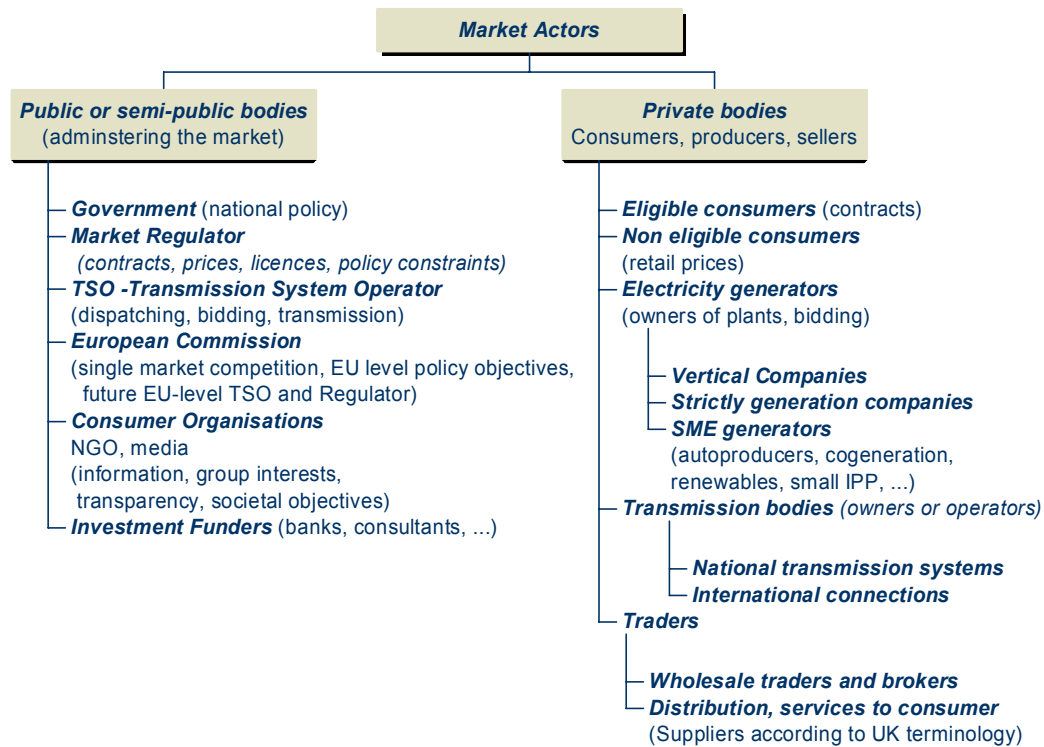 Market Actors
Public or semi-public bodies
(adminstering the market)
Government (national policy)
Market Regulator
(contracts, prices, licences, policy constraints)
TSO -Transmission System Operator
(dispatching, bidding, transmission)
European Commission
(single market competition, EU level policy objectives,
future EU-level TSO and Regulator)
Consumer Organisations
NGO, media
(information, group interests,
transparency, societal objectives)
Investment Funders (banks, consultants, ...)
Private bodies
Consumers, producers, sellers
Eligible consumers (contracts)
Non eligible consumers
(retail prices)
Electricity generators
(owners of plants, bidding)
Vertical Companies
Strictly generation companies
SME generators
(autoproducers, cogeneration,
renewables, small IPP, ...)
Transmission bodies (owners or operators)
National transmission systems
International connections
Traders
Wholesale traders and brokers
Distribution, services to consumer
(Suppliers according to UK terminology)